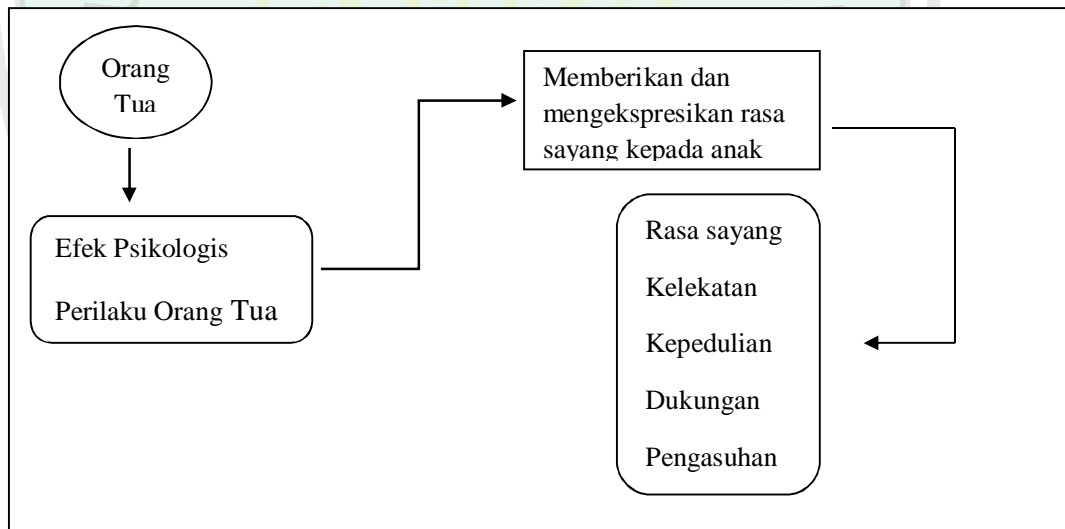 Orang
Tua
Efek Psikologis
Perilaku Orang Tua
Memberikan dan
mengekspresikan rasa
sayang kepada anak
Rasa sayang
Kelekatan
Kepedulian
Dukungan
Pengasuhan